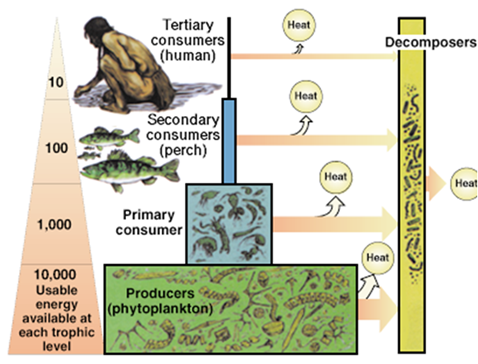 Tertiary
consumers
(human)
Heat
Decomposers
10
Secondary
consumers
(perch)
Heat
100
Heat
Heat
Primary
consumer
1,000
Heat
10,000
Usable
energy
available at
each trophic
level
Producers
(phytoplankton)